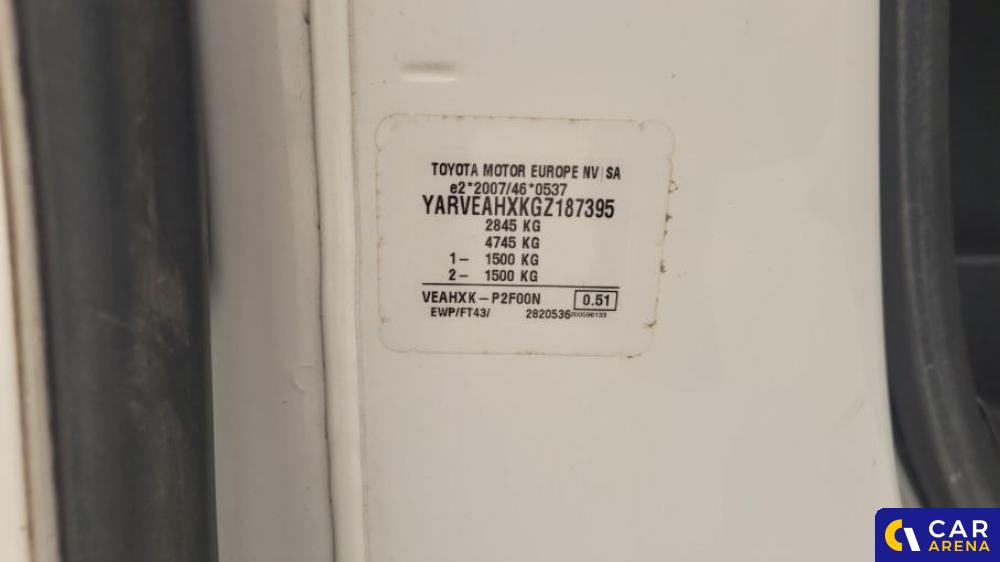 TOYOTA MOTOR EUROPE NV/SA
e2*2007/46*0537
YARVEAHXKGZ187395
2845 KG
4745 KG
1- 1500 KG
2- 1500 KG
VEAHXK-P2F00N 0.51
EWP/FT43/ 2820536 200596133
CAR
ARENA